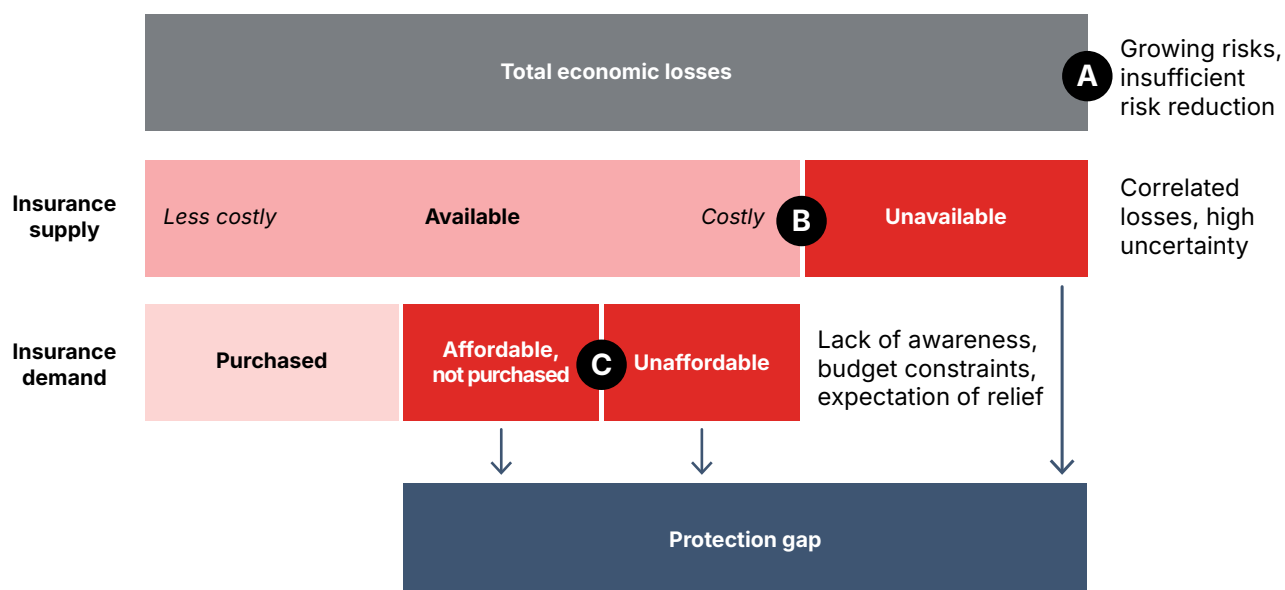 Total economic losses
A
Growing risks,
insufficient
risk reduction
Insurance
supply
Less costly
Available
Costly
B
Unavailable
Correlated
losses, high
uncertainty
Insurance
demand
Purchased
Affordable,
not purchased
C
Unaffordable
Lack of awareness,
budget constraints,
expectation of relief
Protection gap